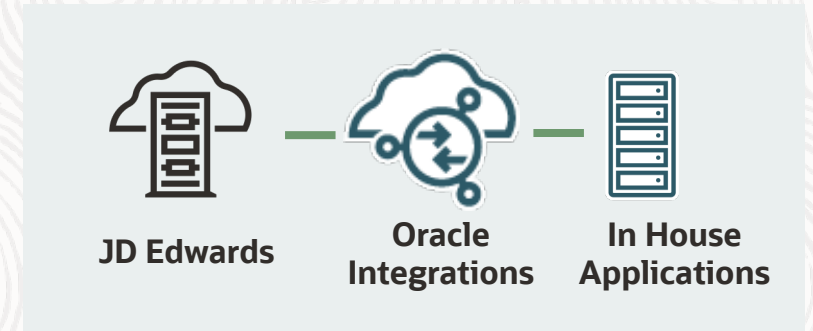 JD Edwards
Oracle
Integrations
In House
Applications